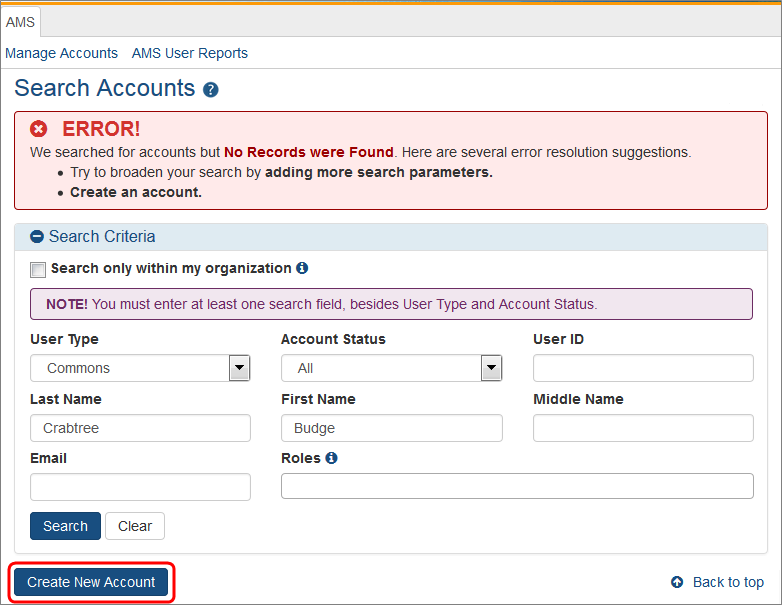 AMS
Manage Accounts AMS User Reports
Search Accounts ?
ERROR!
We searched for accounts but No Records were Found. Here are several error resolution suggestions.
• Try to broaden your search by adding more search parameters.
• Create an account.
Search Criteria
Search only within my organization i
NOTE! You must enter at least one search field, besides User Type and Account Status.
User Type Account Status User ID
Commons All
Last Name First Name Middle Name
Crabtree Budge
Email Roles i
Search Clear
Create New Account Back to top